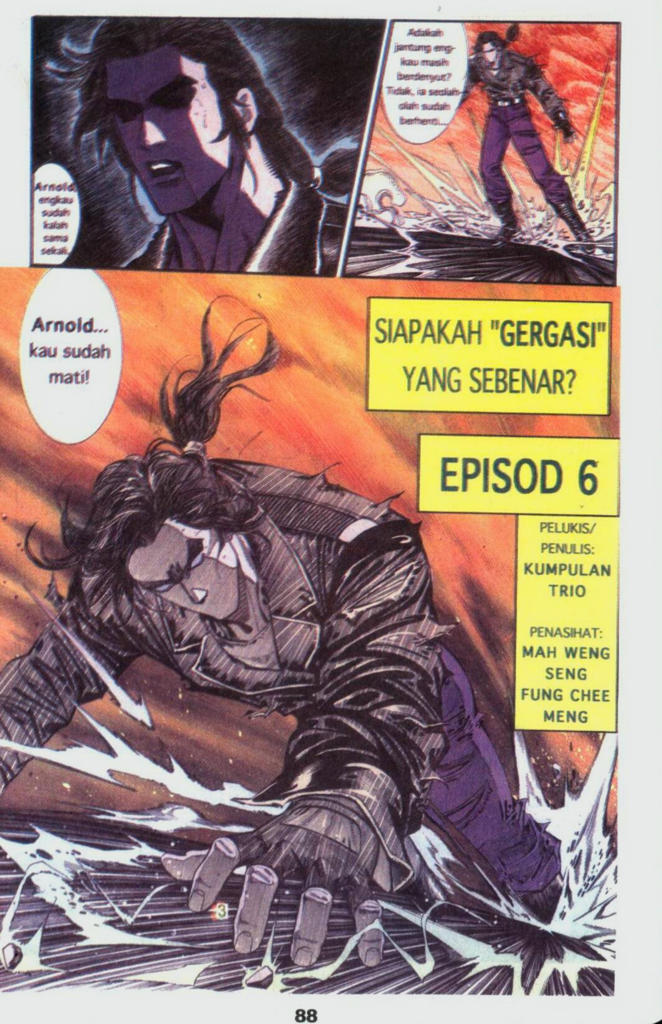 Adakah
jantung eng-
kau masih
berdenyut?
Tidak, ia seolah-
olah sudah
berhenti...
Arnold,
engkau
sudah
kalah
sama
sekali.
Arnold...
kau sudah
mati!
SIAPAKAH "GERGASI"
YANG SEBENAR?
EPISOD 6
PELUKIS/
PENULIS:
KUMPULAN
TRIO
PENASIHAT:
MAH WENG
SENG
FUNG CHEE
MENG
3
88